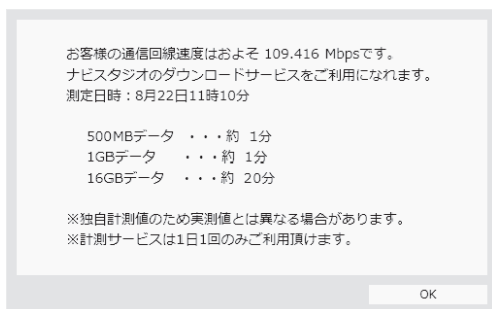 お客様の通信回線速度はおよそ 109.416 Mbpsです。
ナビスタジオのダウンロードサービスをご利用になれます。
測定日時：8月22日11時10分
500MBデータ ・・・約 1分
1GBデータ ・・・約 1分
16GBデータ ・・・約 20分
※独自計測値のため実測値とは異なる場合があります。
※計測サービスは1日1回のみご利用頂けます。
OK